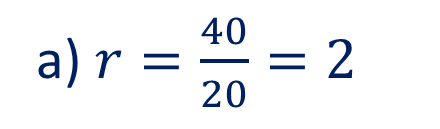 a) r = 40/20 = 2